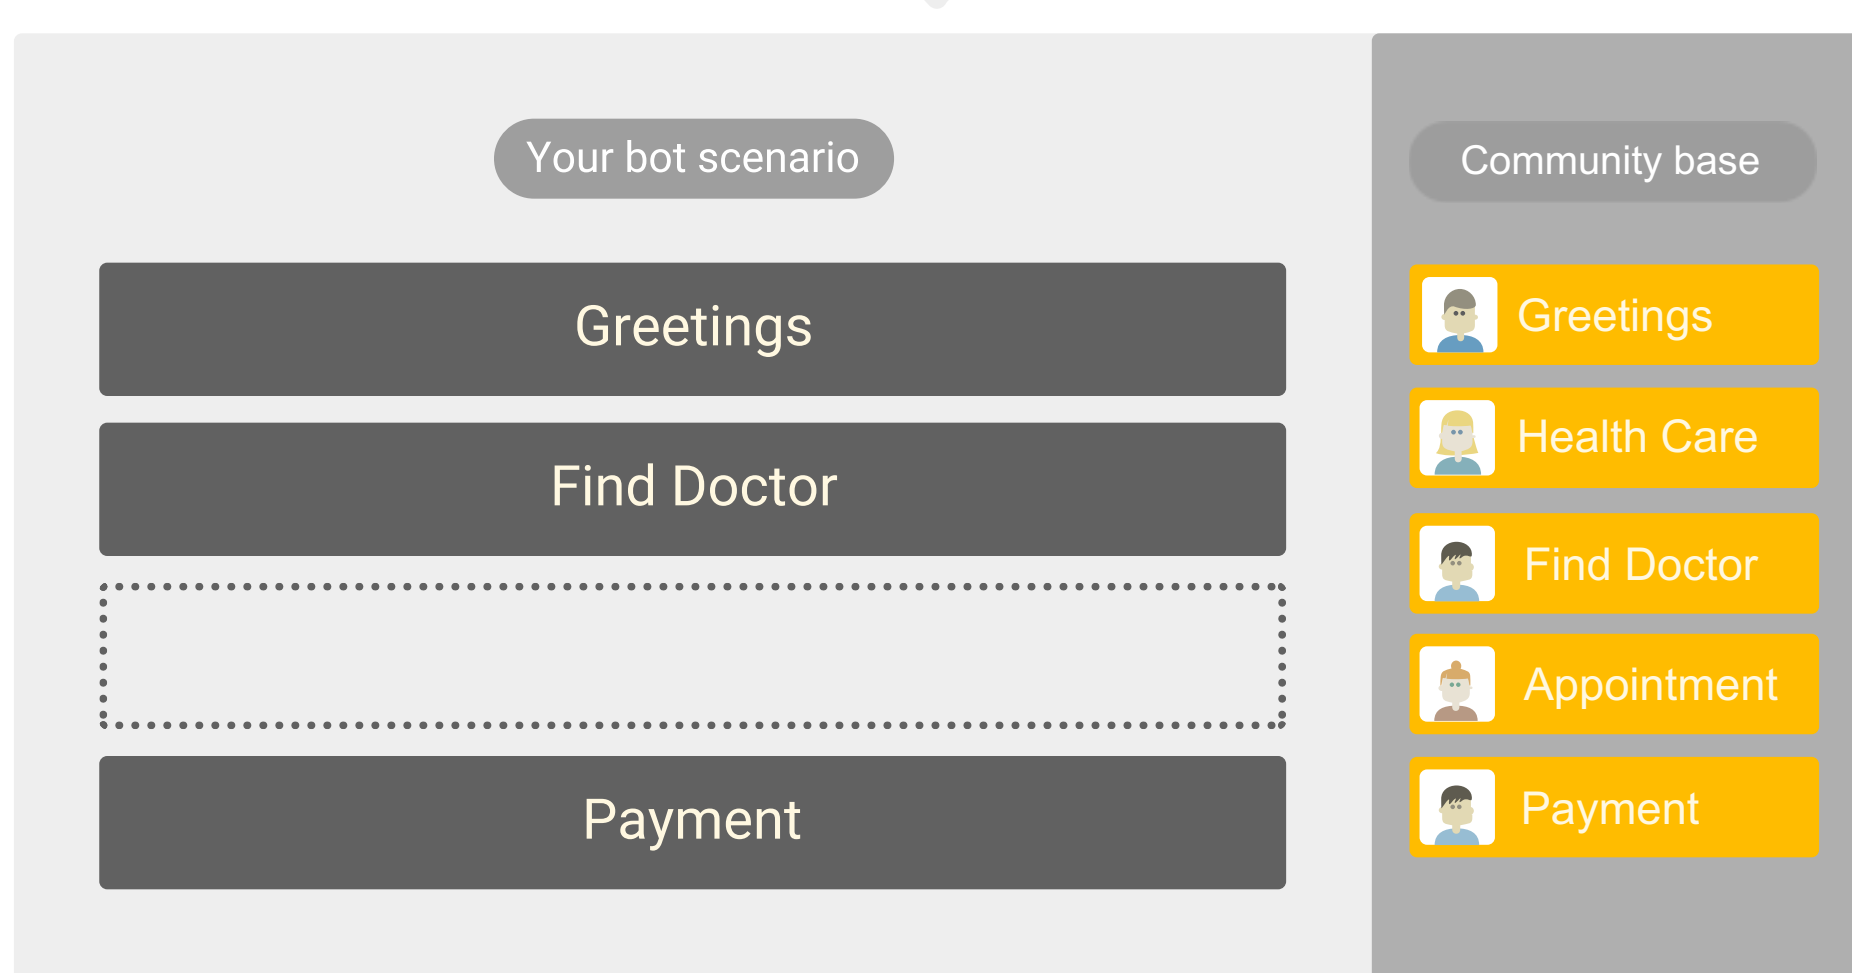 Your bot scenario
Greetings
Find Doctor
Payment
Community base
Greetings
Health Care
Find Doctor
Appointment
Payment